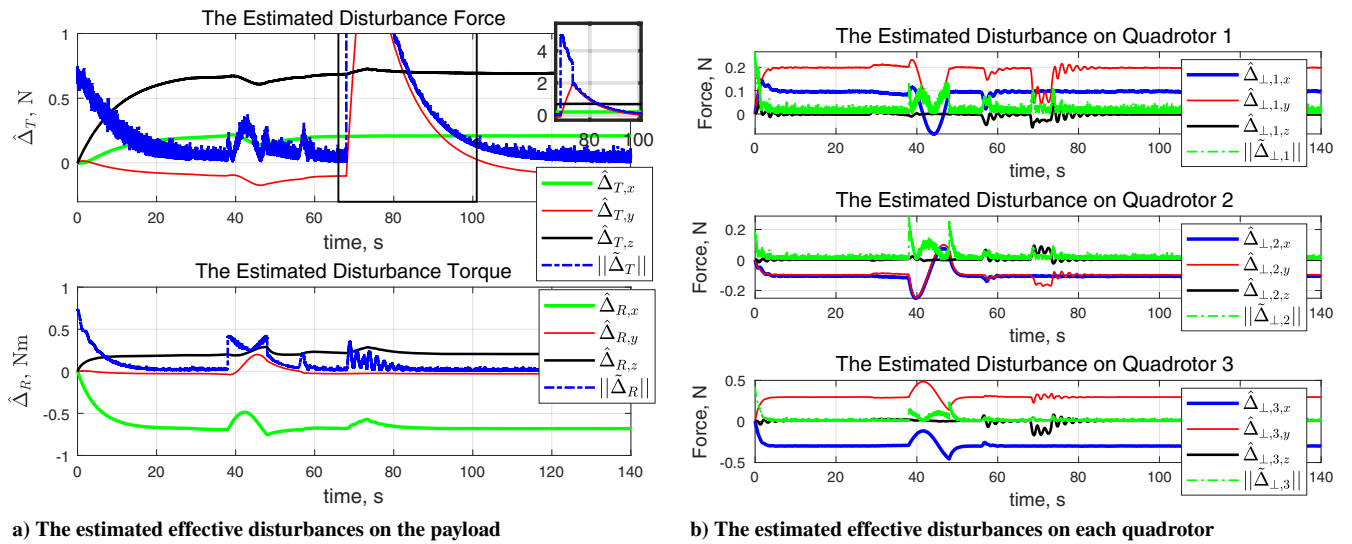 The Estimated Disturbance Force
1
0.5
0
Δ̂_T, N
0 20 40 60 80 100 120 140
time, s
4
2
0
80 100
Δ̂_{T,x}
Δ̂_{T,y}
Δ̂_{T,z}
||Δ̃_T||
The Estimated Disturbance Torque
1
0.5
0
-0.5
-1
Δ̂_R, Nm
0 20 40 60 80 100 120 140
time, s
Δ̂_{R,x}
Δ̂_{R,y}
Δ̂_{R,z}
||Δ̃_R||
a) The estimated effective disturbances on the payload
The Estimated Disturbance on Quadrotor 1
0.2
0.1
0
Force, N
0 20 40 60 80 100 140
time, s
Δ̂_{⊥,1,x}
Δ̂_{⊥,1,y}
Δ̂_{⊥,1,z}
||Δ̃_{⊥,1}||
The Estimated Disturbance on Quadrotor 2
0.2
0
-0.2
Force, N
0 20 40 60 80 100 140
time, s
Δ̂_{⊥,2,x}
Δ̂_{⊥,2,y}
Δ̂_{⊥,2,z}
||Δ̃_{⊥,2}||
The Estimated Disturbance on Quadrotor 3
0.5
0
-0.5
Force, N
0 20 40 60 80 100 140
time, s
Δ̂_{⊥,3,x}
Δ̂_{⊥,3,y}
Δ̂_{⊥,3,z}
||Δ̃_{⊥,3}||
b) The estimated effective disturbances on each quadrotor